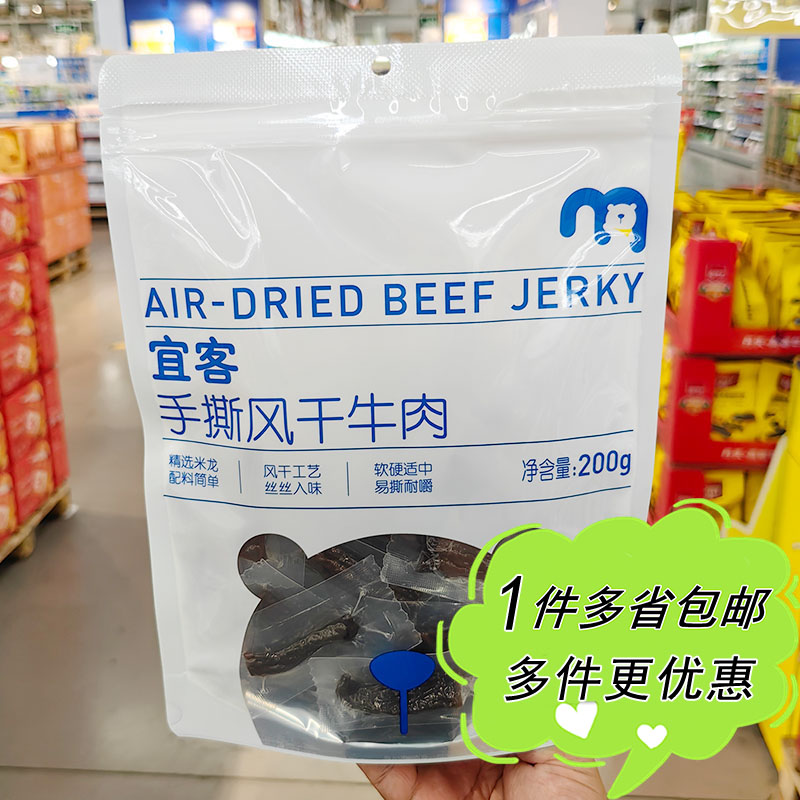 AIR-DRIED BEEF JERKY
宜客
手撕风干牛肉
精选米龙
配料简单
风干工艺
丝丝入味
软硬适中
易撕耐嚼
净含量:200g
1件多省包邮
多件更优惠